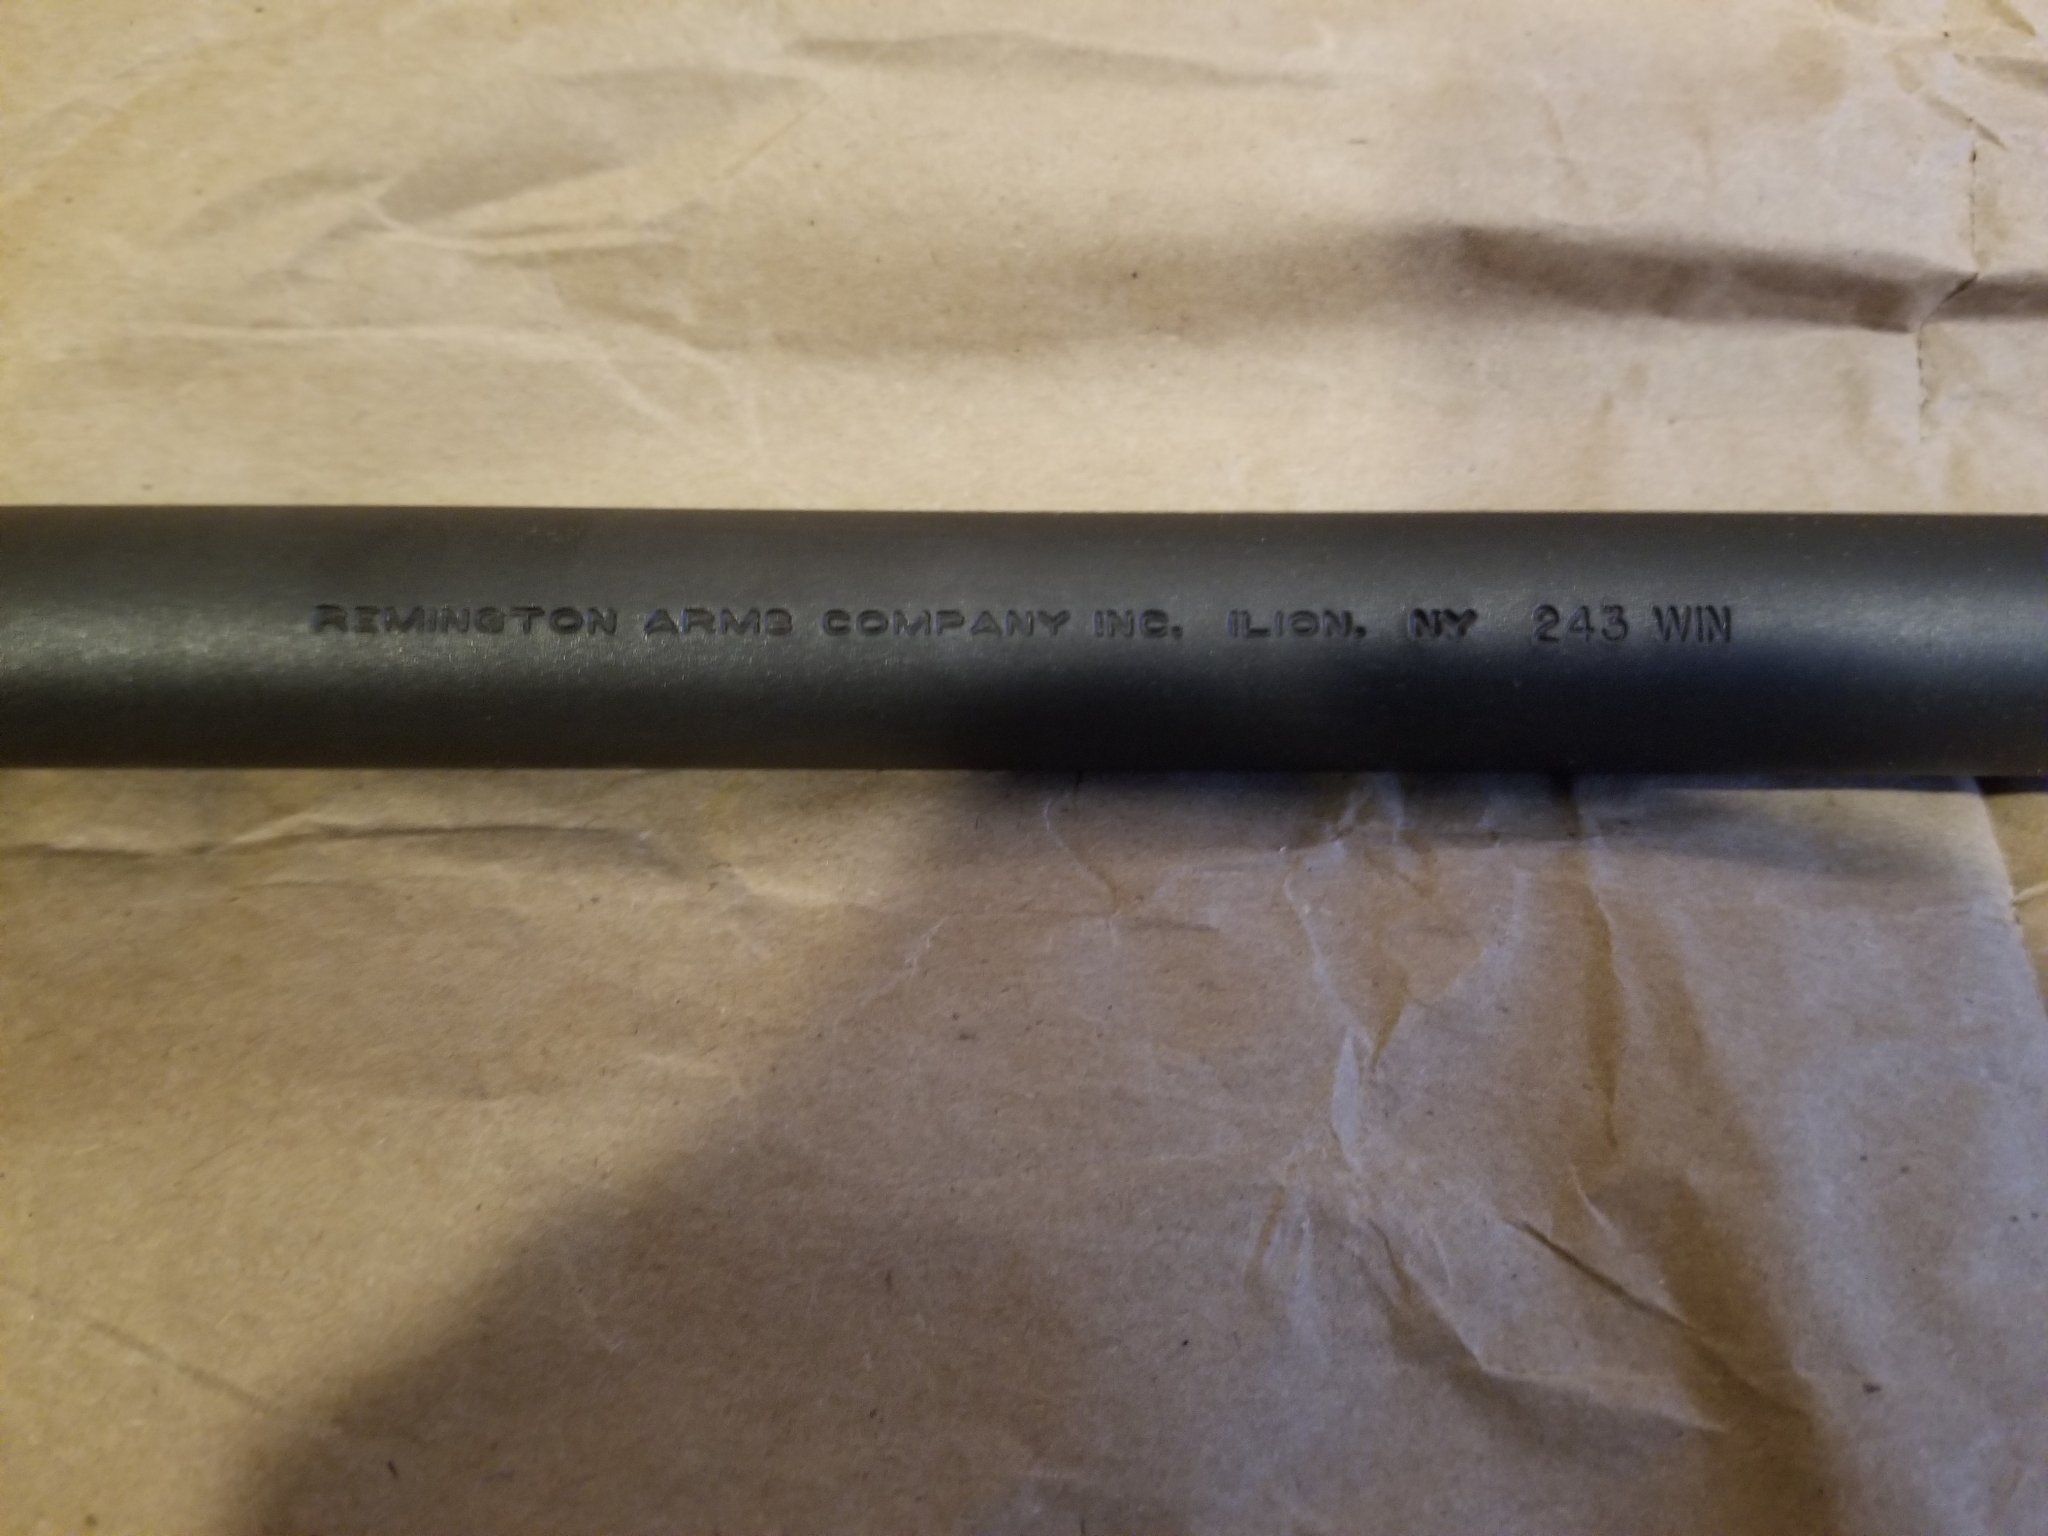 REMINGTON ARMS COMPANY INC. ILION, NY 243 WIN